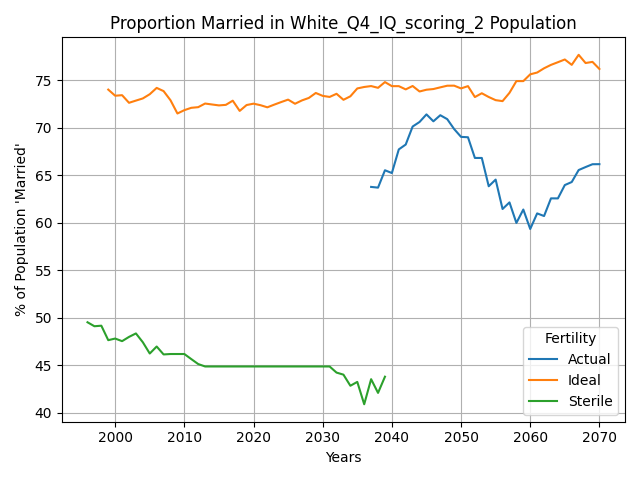 Proportion Married in White_Q4_IQ_scoring_2 Population
% of Population 'Married'
75
70
65
60
55
50
45
40
2000 2010 2020 2030 2040 2050 2060 2070
Years
Fertility
Actual
Ideal
Sterile